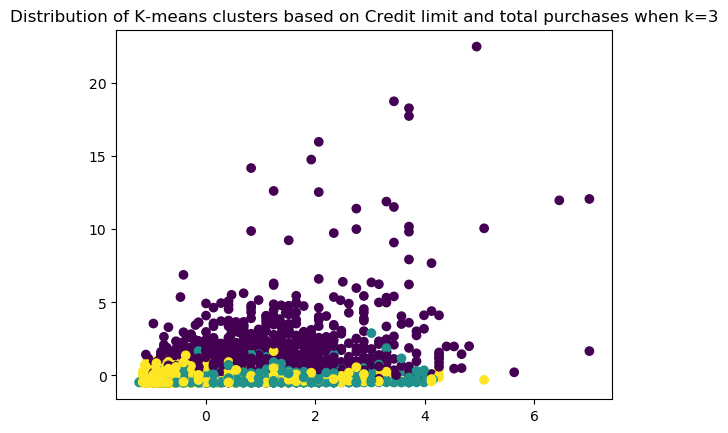 Distribution of K-means clusters based on Credit limit and total purchases when k=3
20
15
10
5
0
0 2 4 6